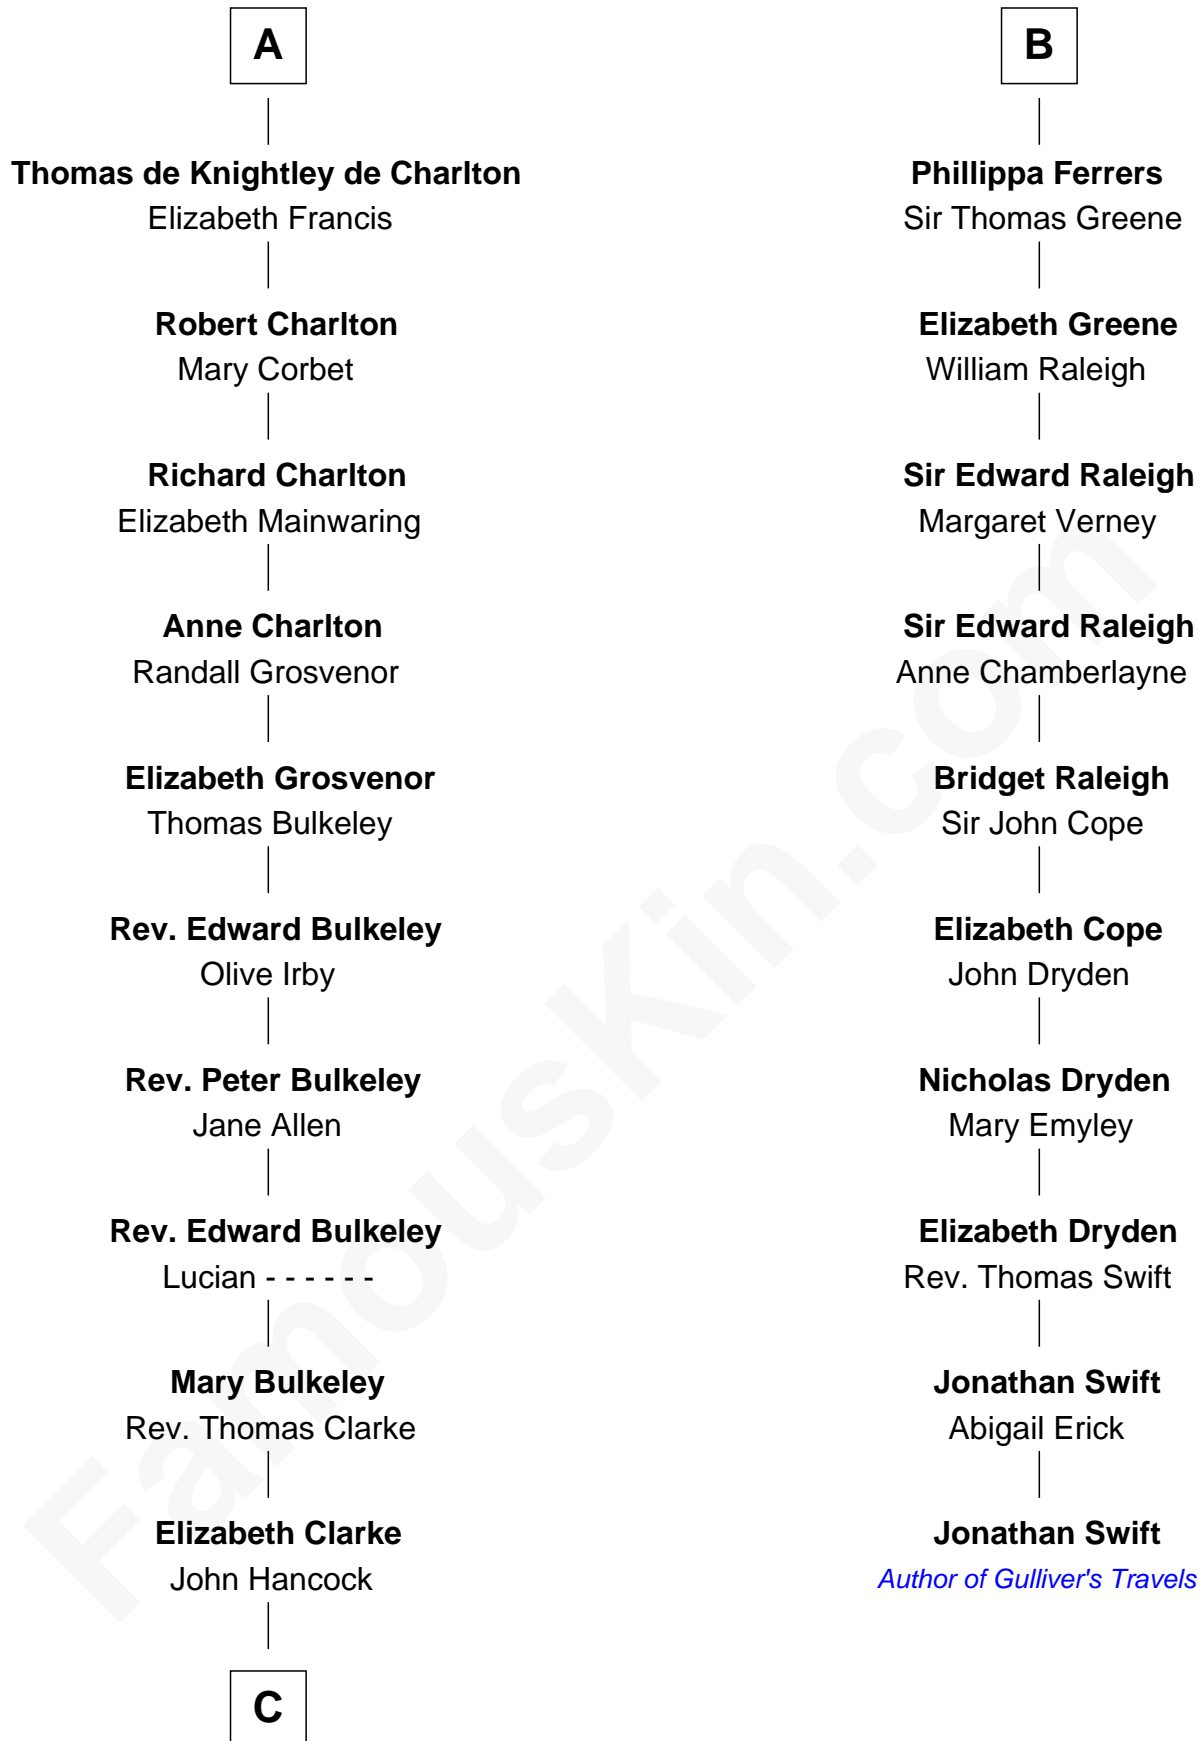 A
Thomas de Knightley de Charlton
Elizabeth Francis
Robert Charlton
Mary Corbet
Richard Charlton
Elizabeth Mainwaring
Anne Charlton
Randall Grosvenor
Elizabeth Grosvenor
Thomas Bulkeley
Rev. Edward Bulkeley
Olive Irby
Rev. Peter Bulkeley
Jane Allen
Rev. Edward Bulkeley
Lucian - - - - - -
Mary Bulkeley
Rev. Thomas Clarke
Elizabeth Clarke
John Hancock
C
B
Phillippa Ferrers
Sir Thomas Greene
Elizabeth Greene
William Raleigh
Sir Edward Raleigh
Margaret Verney
Sir Edward Raleigh
Anne Chamberlayne
Bridget Raleigh
Sir John Cope
Elizabeth Cope
John Dryden
Nicholas Dryden
Mary Emyley
Elizabeth Dryden
Rev. Thomas Swift
Jonathan Swift
Abigail Erick
Jonathan Swift
Author of Gulliver's Travels
FamousKin.com